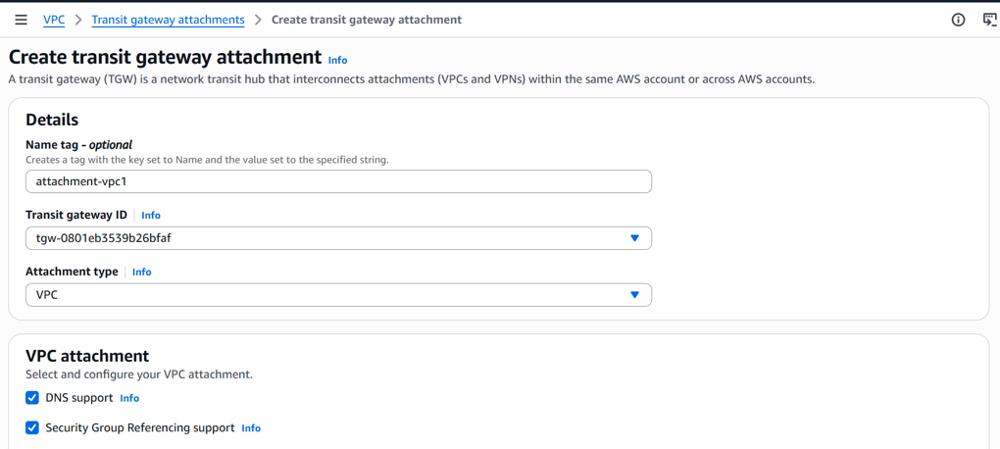 VPC > Transit gateway attachments > Create transit gateway attachment
Create transit gateway attachment Info
A transit gateway (TGW) is a network transit hub that interconnects attachments (VPCs and VPNs) within the same AWS account or across AWS accounts.
Details
Name tag - optional
Creates a tag with the key set to Name and the value set to the specified string.
attachment-vpc1
Transit gateway ID Info
tgw-0801eb3539b26bfaf
Attachment type Info
VPC
VPC attachment
Select and configure your VPC attachment.
DNS support Info
Security Group Referencing support Info